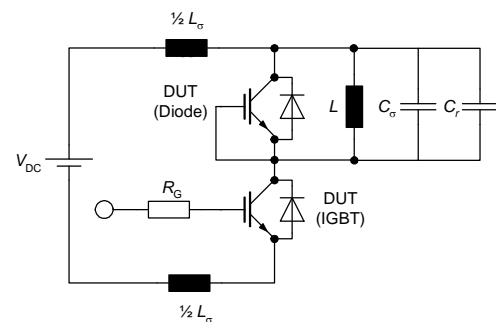 ½ Lσ
DUT
(Diode)
L
Cσ
Cr
VDC
RG
DUT
(IGBT)
½ Lσ